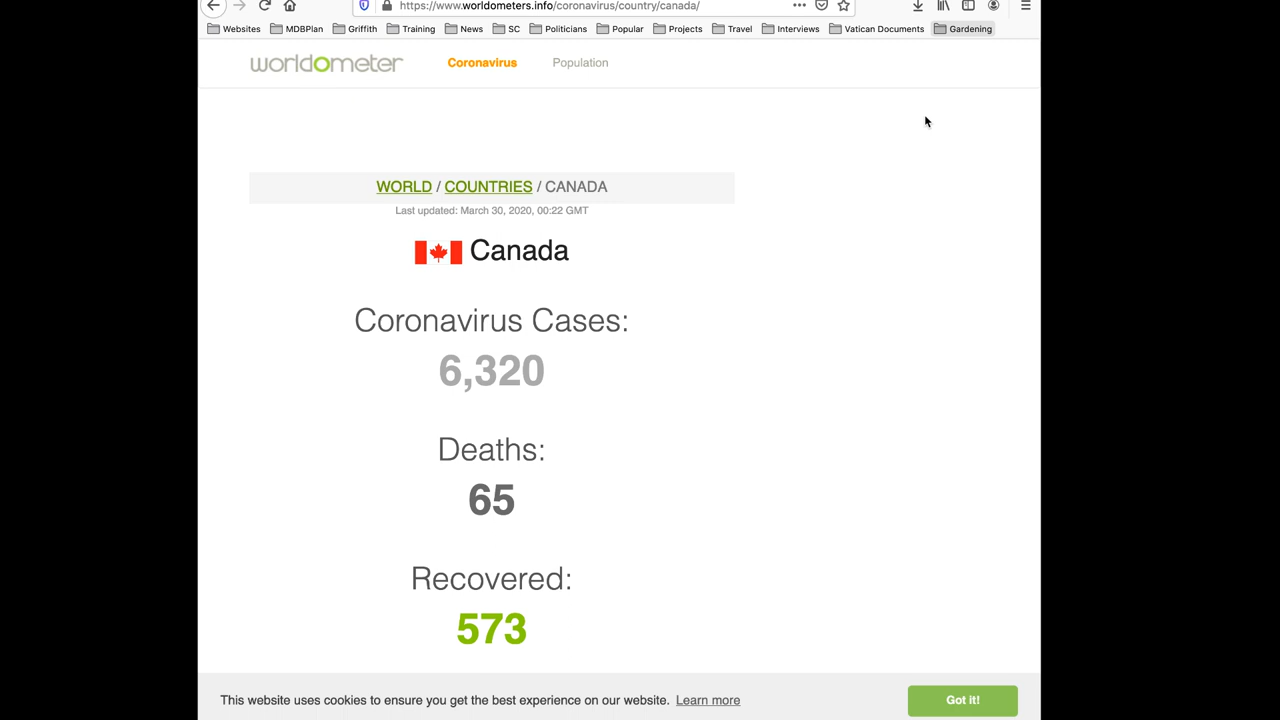 https://www.worldometers.info/coronavirus/country/canada/
Websites MDBPlan Griffith Training News SC Politicians Popular Projects Travel Interviews Vatican Documents Gardening
worldometer Coronavirus Population
WORLD / COUNTRIES / CANADA
Last updated: March 30, 2020, 00:22 GMT
Canada
Coronavirus Cases:
6,320
Deaths:
65
Recovered:
573
This website uses cookies to ensure you get the best experience on our website. Learn more Got it!